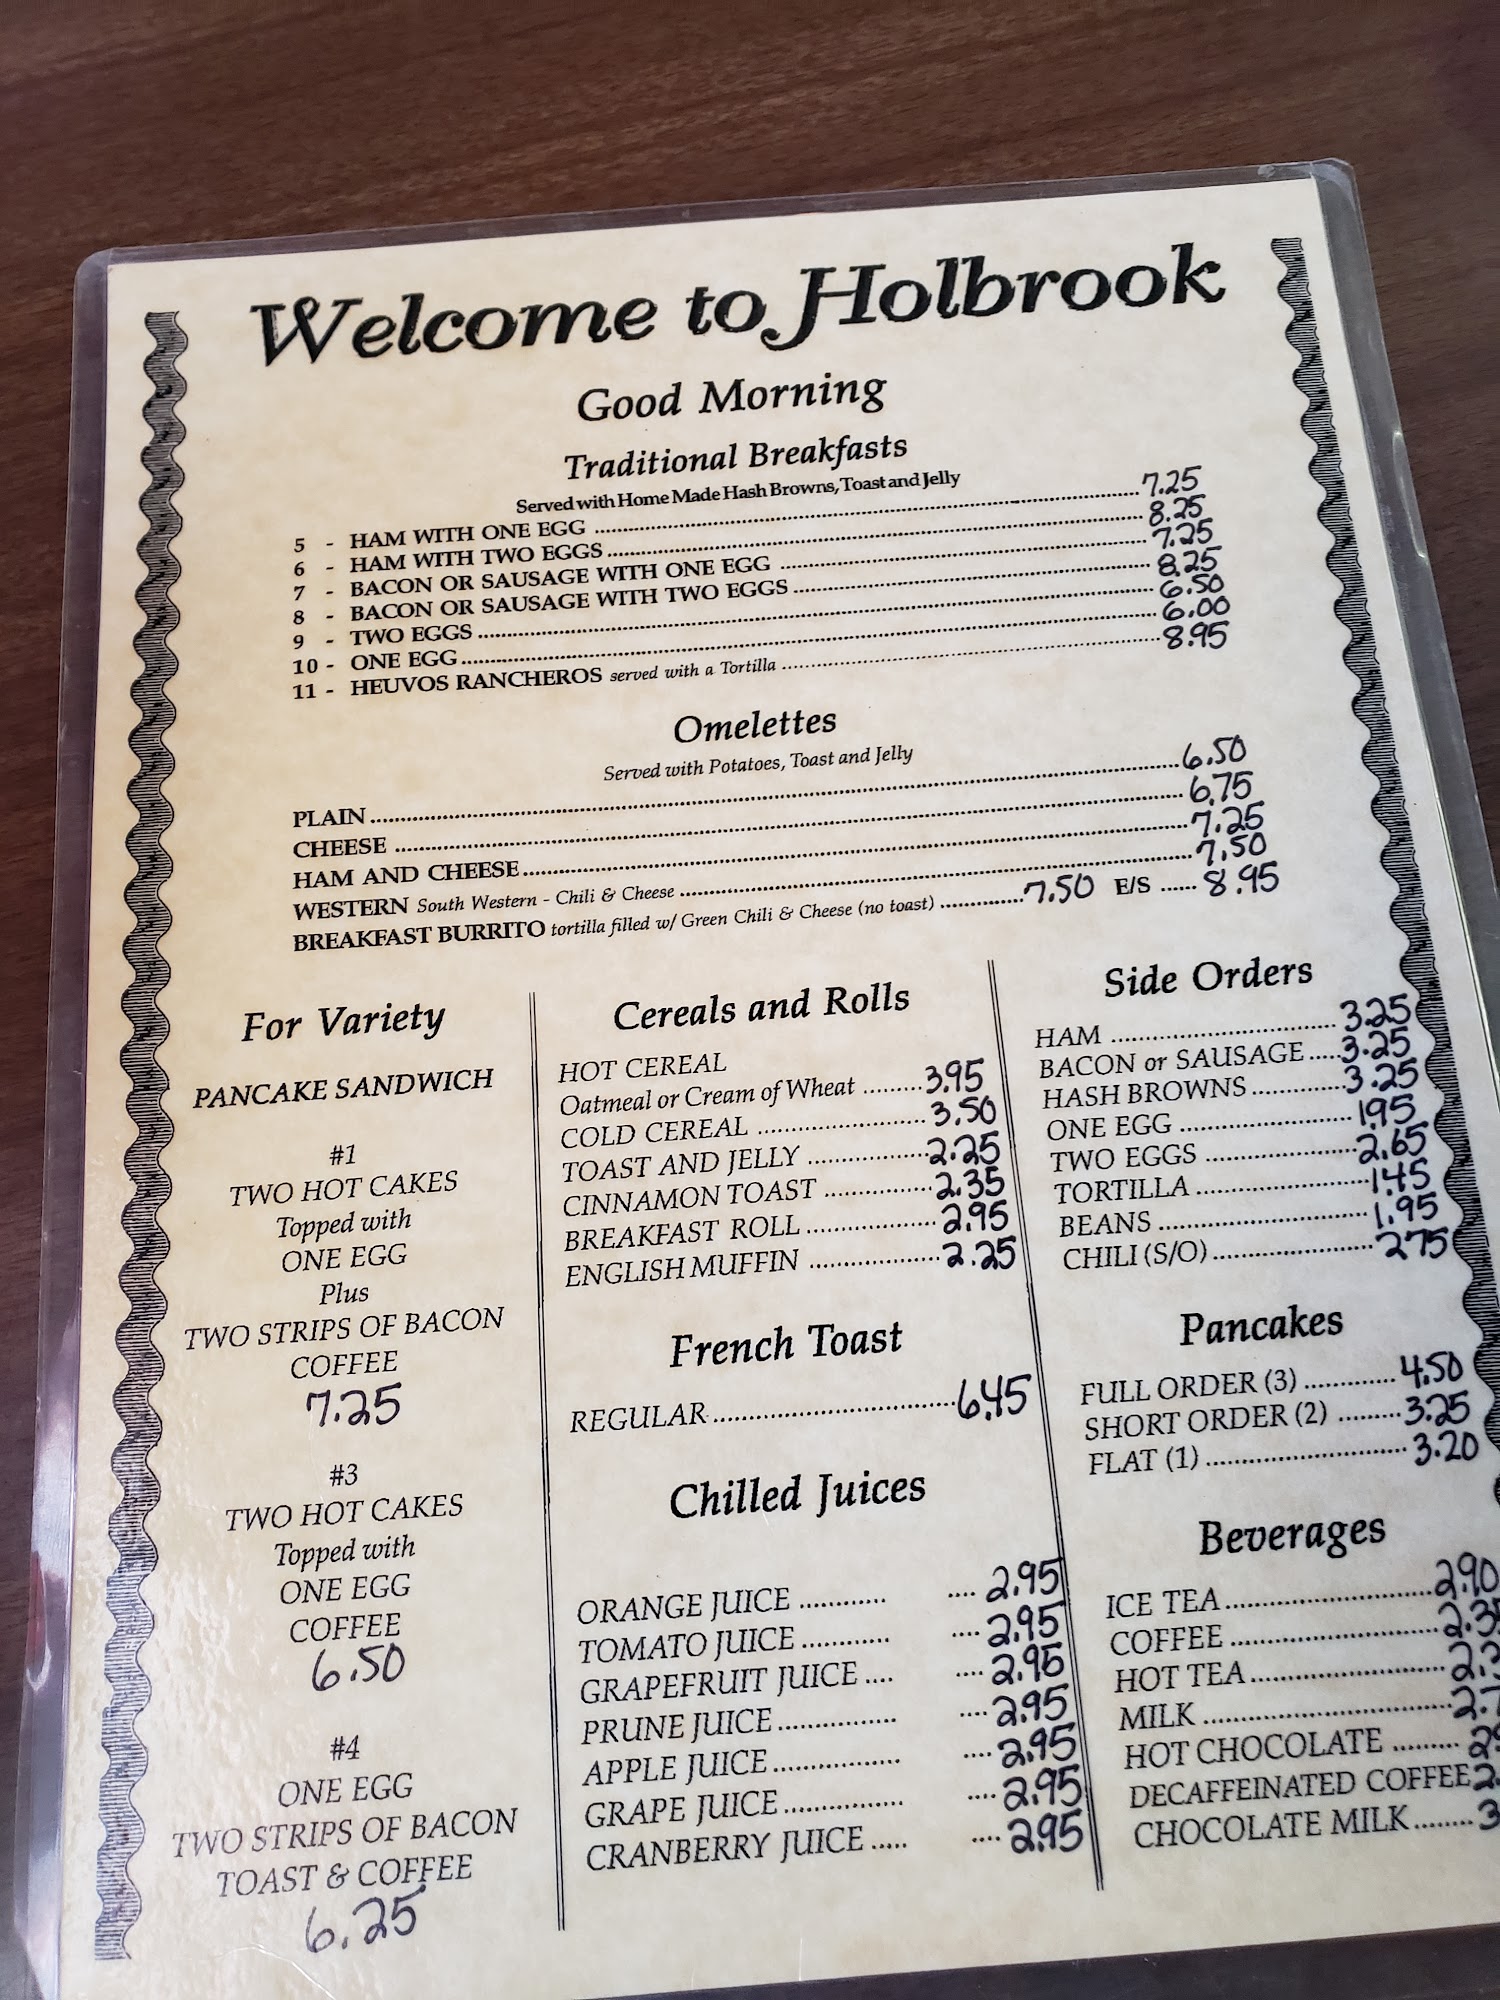 Welcome to Holbrook
Good Morning
Traditional Breakfasts
Served with Home Made Hash Browns, Toast and Jelly
5 - HAM WITH ONE EGG 7.25
6 - HAM WITH TWO EGGS 8.25
7 - BACON OR SAUSAGE WITH ONE EGG 7.25
8 - BACON OR SAUSAGE WITH TWO EGGS 8.25
9 - TWO EGGS 6.50
10 - ONE EGG 6.00
11 - HEUVOS RANCHEROS served with a Tortilla 8.95
Omelettes
Served with Potatoes, Toast and Jelly
PLAIN 6.50
CHEESE 6.75
HAM AND CHEESE 7.25
WESTERN South Western - Chili & Cheese 7.50
BREAKFAST BURRITO tortilla filled w/ Green Chili & Cheese (no toast) 7.50 E/S 8.95
For Variety
PANCAKE SANDWICH
#1
TWO HOT CAKES
Topped with
ONE EGG
Plus
TWO STRIPS OF BACON
COFFEE
7.25
#3
TWO HOT CAKES
Topped with
ONE EGG
COFFEE
6.50
#4
ONE EGG
TWO STRIPS OF BACON
TOAST & COFFEE
6.25
Cereals and Rolls
HOT CEREAL
Oatmeal or Cream of Wheat 3.95
COLD CEREAL 3.50
TOAST AND JELLY 2.25
CINNAMON TOAST 2.35
BREAKFAST ROLL 2.95
ENGLISH MUFFIN 2.25
French Toast
REGULAR 6.45
Chilled Juices
ORANGE JUICE 2.95
TOMATO JUICE 2.95
GRAPEFRUIT JUICE 2.95
PRUNE JUICE 2.95
APPLE JUICE 2.95
GRAPE JUICE 2.95
CRANBERRY JUICE 2.95
Side Orders
HAM 3.25
BACON or SAUSAGE 3.25
HASH BROWNS 3.25
ONE EGG 1.95
TWO EGGS 2.65
TORTILLA 1.45
BEANS 1.95
CHILI (S/O) 2.75
Pancakes
FULL ORDER (3) 4.50
SHORT ORDER (2) 3.25
FLAT (1) 3.20
Beverages
ICE TEA 2.90
COFFEE
HOT TEA
MILK
HOT CHOCOLATE
DECAFFEINATED COFFEE
CHOCOLATE MILK